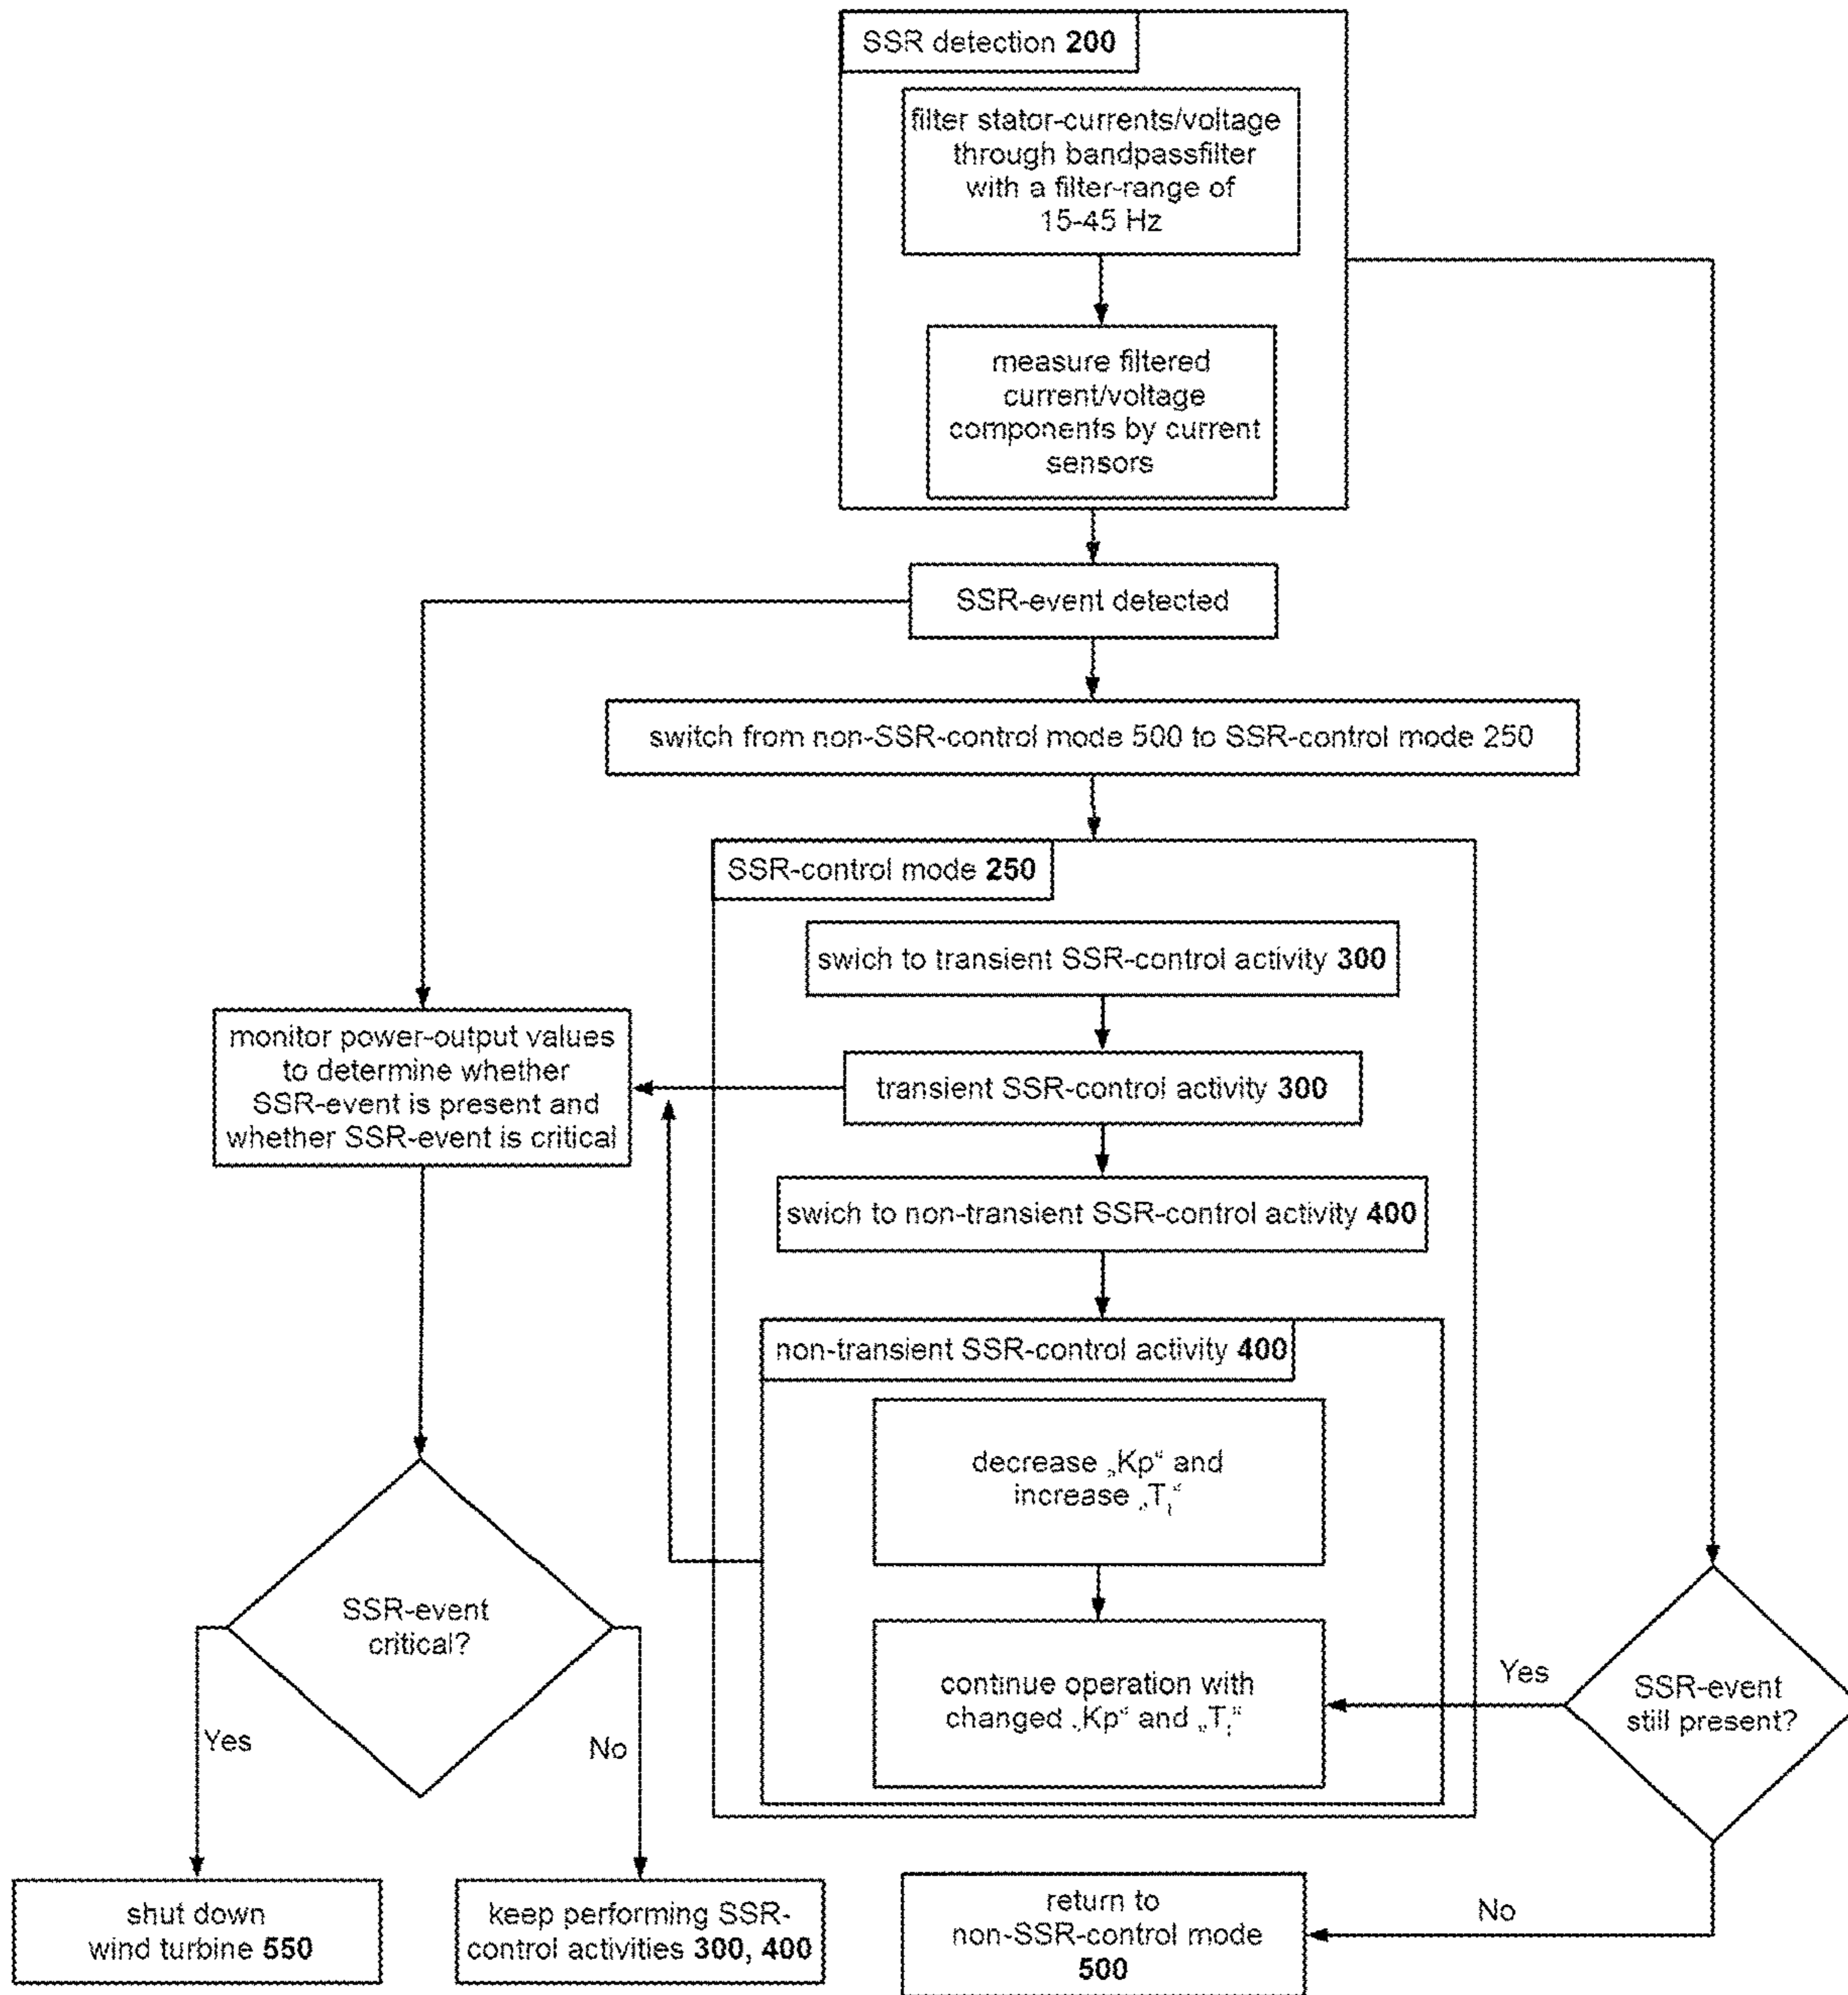 SSR detection 200
filter stator-currents/voltage
through bandpassfilter
with a filter-range of
15-45 Hz
measure filtered
current/voltage
components by current
sensors
SSR-event detected
switch from non-SSR-control mode 500 to SSR-control mode 250
SSR-control mode 250
swich to transient SSR-control activity 300
monitor power-output values
to determine whether
SSR-event is present and
whether SSR-event is critical
transient SSR-control activity 300
swich to non-transient SSR-control activity 400
non-transient SSR-control activity 400
decrease „Kp“ and
increase „Tᵢ“
SSR-event
critical?
continue operation with
changed „Kp“ and „Tᵢ“
Yes
SSR-event
still present?
Yes
No
shut down
wind turbine 550
keep performing SSR-
control activities 300, 400
return to
non-SSR-control mode
500
No